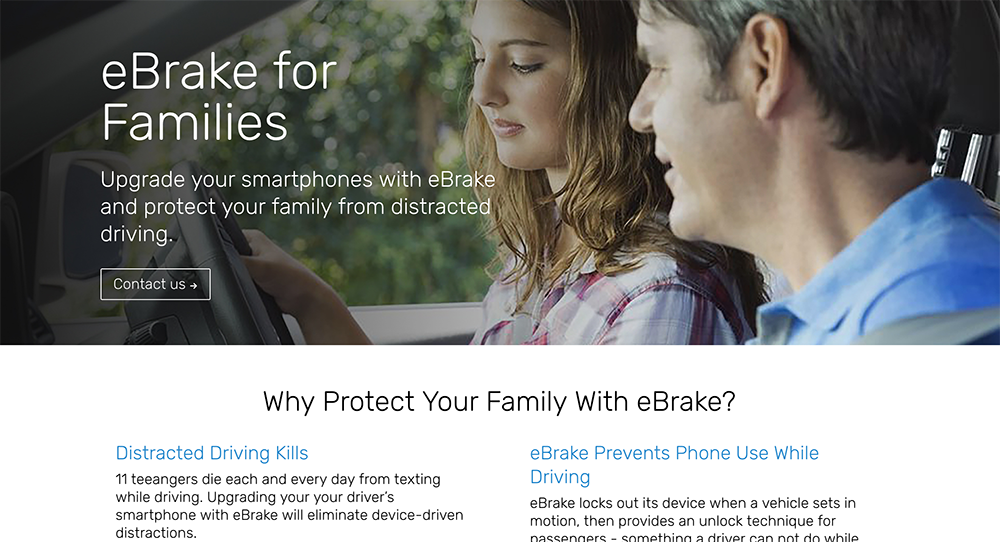 eBrake for
Families
Upgrade your smartphones with eBrake
and protect your family from distracted
driving.
Contact us →
Why Protect Your Family With eBrake?
Distracted Driving Kills
11 teeangers die each and every day from texting
while driving. Upgrading your your driver's
smartphone with eBrake will eliminate device-driven
distractions.
eBrake Prevents Phone Use While
Driving
eBrake locks out its device when a vehicle sets in
motion, then provides an unlock technique for
passengers - something a driver can not do while